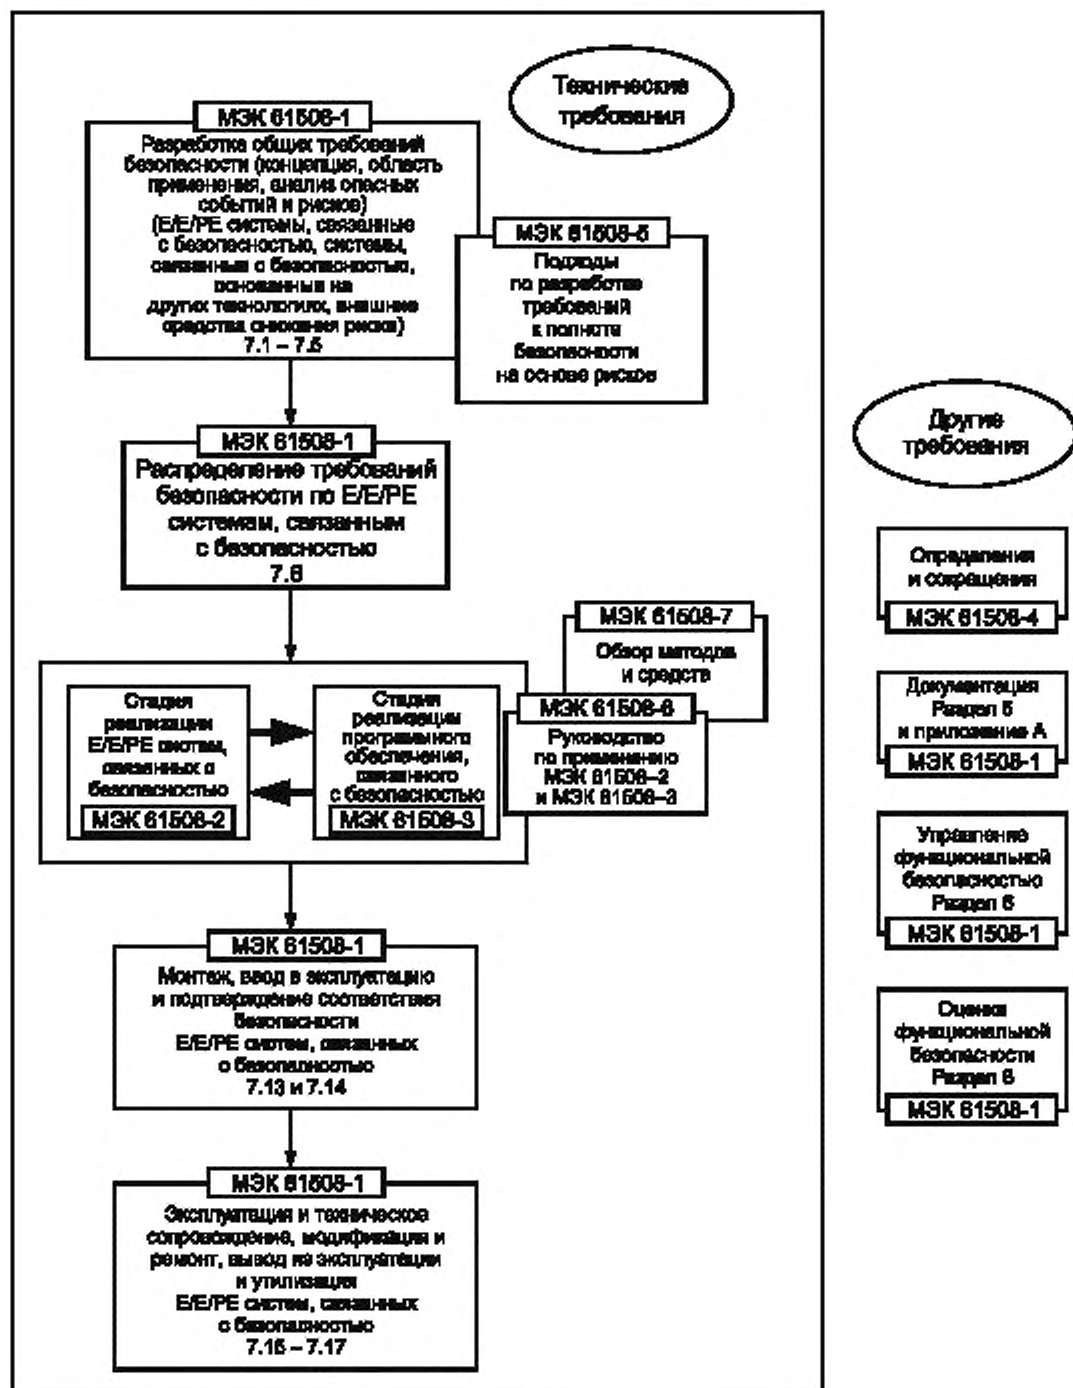 Технические
требования
МЭК 61508-1
Разработка общих требований
безопасности (концепция, область
применения, анализ опасных
событий и рисков)
(E/E/PE системы, связанные
с безопасностью, системы,
связанные с безопасностью,
основанные на
других технологиях, внешние
средства снижения риска)
7.1 – 7.5
МЭК 61508-5
Подходы
по разработке
требований
к полноте
безопасности
на основе рисков
МЭК 61508-1
Распределение требований
безопасности по E/E/PE
системам, связанным
с безопасностью
7.6
Стадия
реализации
E/E/PE систем,
связанных с
безопасностью
МЭК 61508-2
Стадия
реализации
программного
обеспечения,
связанного
с безопасностью
МЭК 61508-3
МЭК 61508-7
Обзор методов
и средств
МЭК 61508-6
Руководство
по применению
МЭК 61508–2
и МЭК 61508–3
МЭК 61508-1
Монтаж, ввод в эксплуатацию
и подтверждение соответствия
безопасности
E/E/PE систем, связанных
с безопасностью
7.13 и 7.14
МЭК 61508-1
Эксплуатация и техническое
сопровождение, модификация и
ремонт, вывод из эксплуатации
и утилизация
E/E/PE систем, связанных
с безопасностью
7.15 – 7.17
Другие
требования
Определения
и сокращения
МЭК 61508-4
Документация
Раздел 5
и приложение А
МЭК 61508-1
Управление
функциональной
безопасностью
Раздел 6
МЭК 61508-1
Оценка
функциональной
безопасности
Раздел 8
МЭК 61508-1